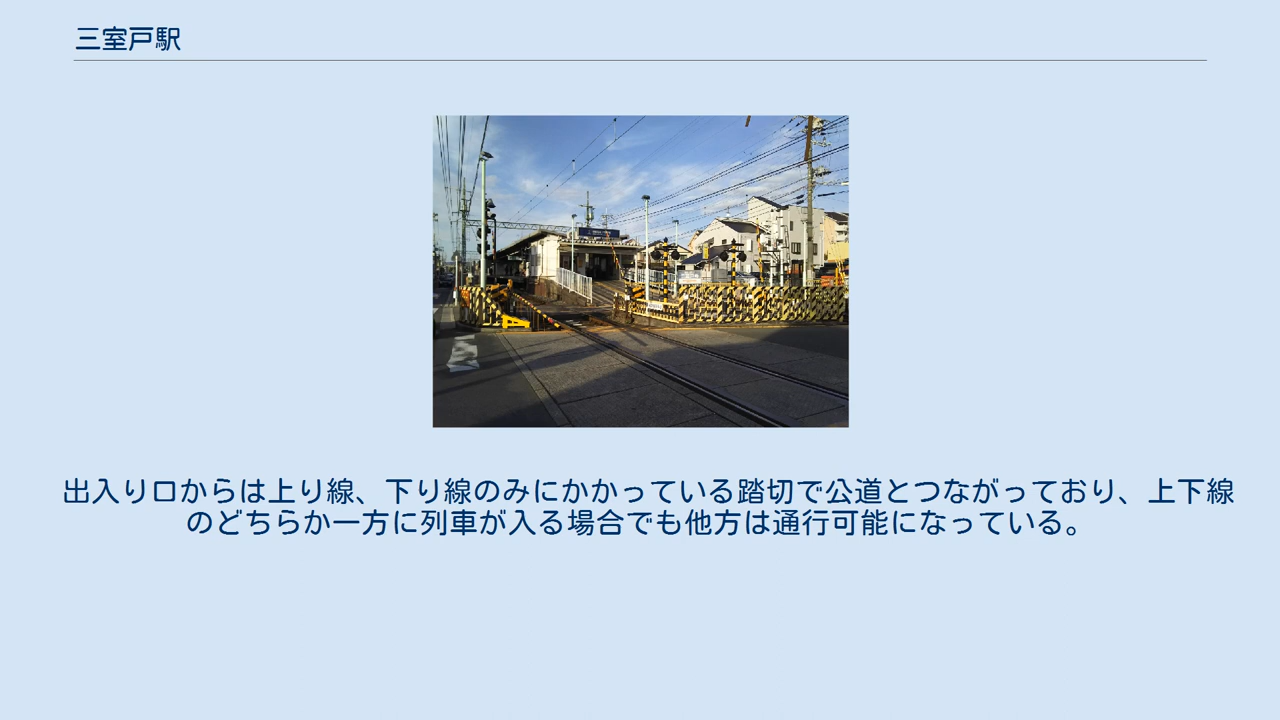 三室戸駅
出入り口からは上り線、下り線のみにかかっている踏切で公道とつながっており、上下線
のどちらか一方に列車が入る場合でも他方は通行可能になっている。